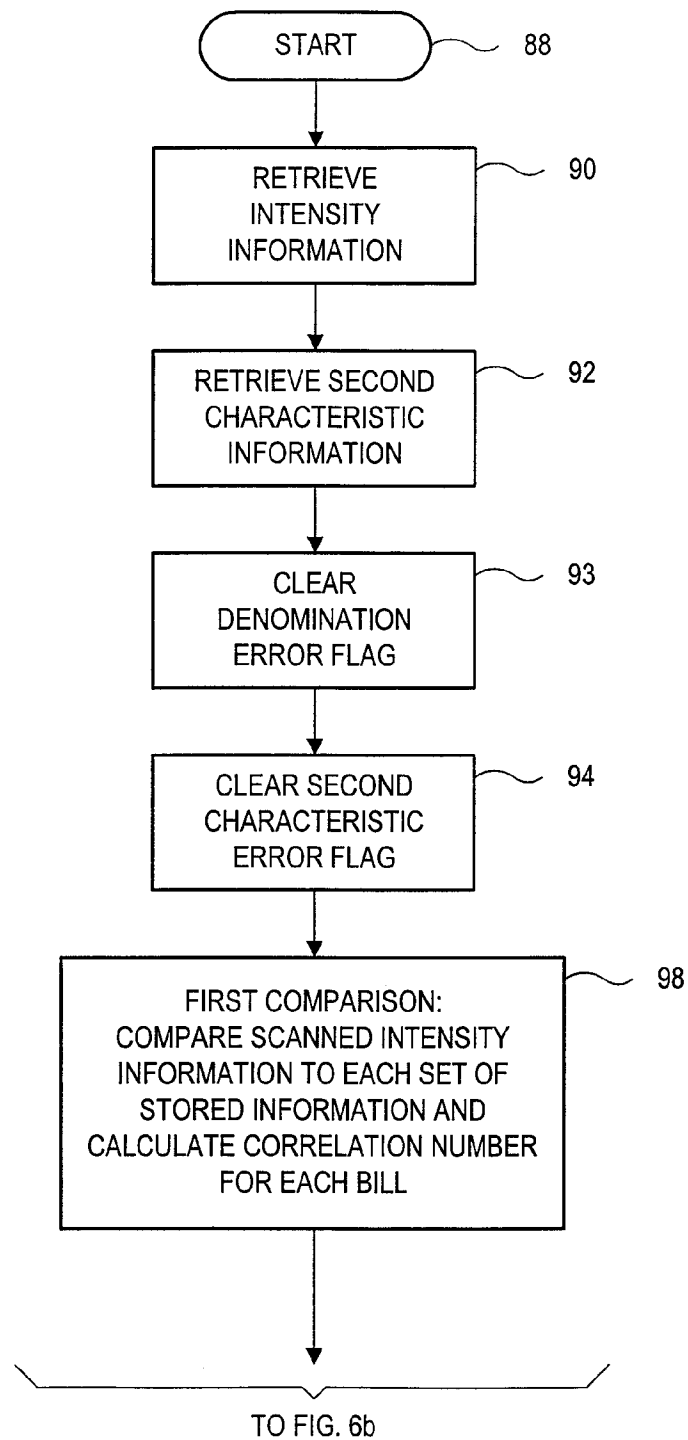 START
88
RETRIEVE
INTENSITY
INFORMATION
90
RETRIEVE SECOND
CHARACTERISTIC
INFORMATION
92
CLEAR
DENOMINATION
ERROR FLAG
93
CLEAR SECOND
CHARACTERISTIC
ERROR FLAG
94
FIRST COMPARISON:
COMPARE SCANNED INTENSITY
INFORMATION TO EACH SET OF
STORED INFORMATION AND
CALCULATE CORRELATION NUMBER
FOR EACH BILL
98
TO FIG. 6b